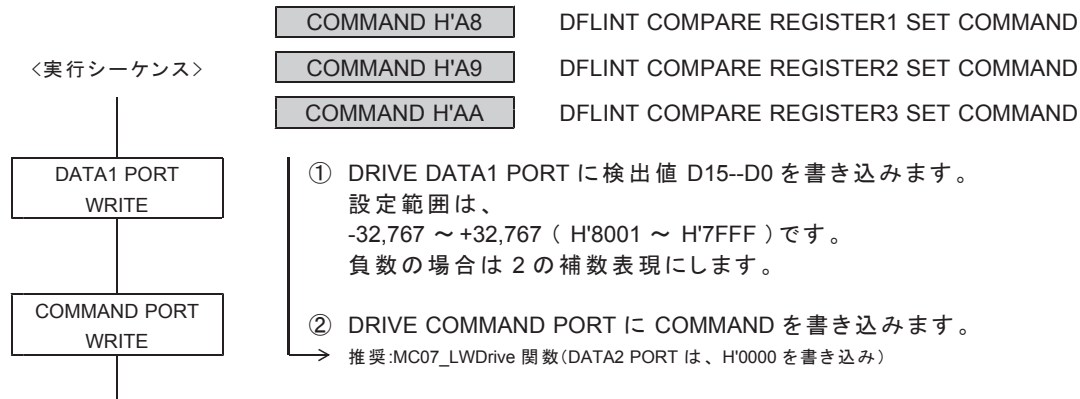 COMMAND H'A8 DFLINT COMPARE REGISTER1 SET COMMAND
<実行シーケンス> COMMAND H'A9 DFLINT COMPARE REGISTER2 SET COMMAND
COMMAND H'AA DFLINT COMPARE REGISTER3 SET COMMAND
DATA1 PORT
WRITE
① DRIVE DATA1 PORT に検出値 D15--D0 を書き込みます。
設定範囲は、
-32,767 ～ +32,767 ( H'8001 ～ H'7FFF ) です。
負数の場合は 2 の補数表現にします。
COMMAND PORT
WRITE
② DRIVE COMMAND PORT に COMMAND を書き込みます。
推奨:MC07_LWDrive 関数(DATA2 PORT は、H'0000 を書き込み)